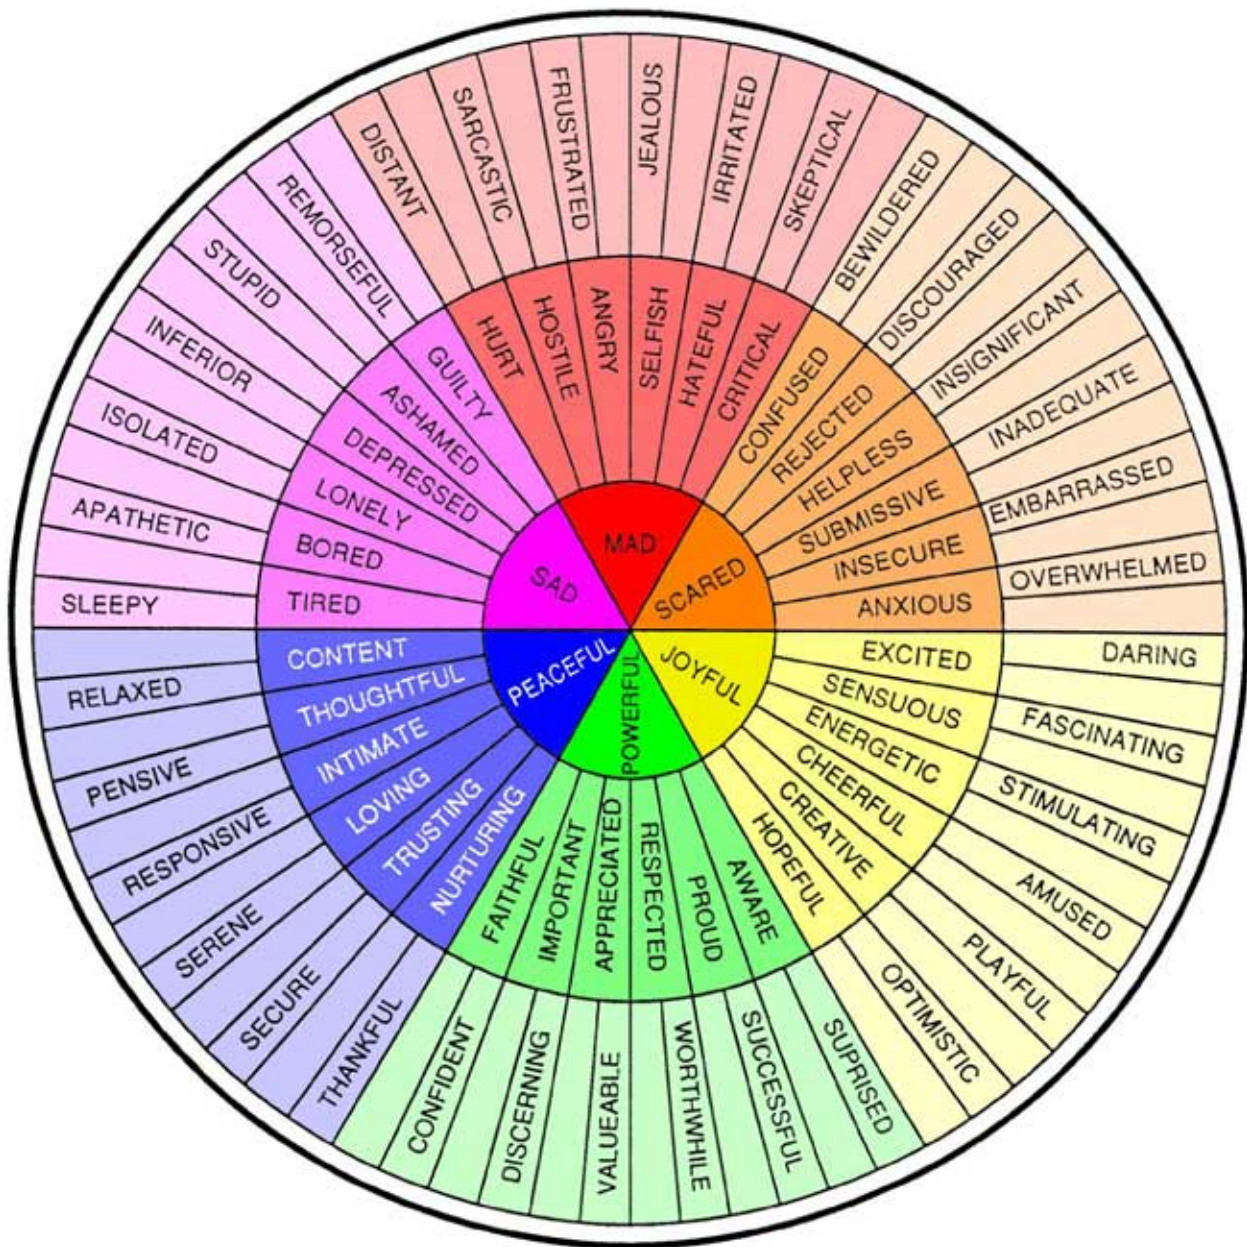 MAD
SCARED
JOYFUL
POWERFUL
PEACEFUL
SAD
HURT
HOSTILE
ANGRY
SELFISH
HATEFUL
CRITICAL
CONFUSED
REJECTED
HELPLESS
SUBMISSIVE
INSECURE
ANXIOUS
EXCITED
SENSUOUS
ENERGETIC
CHEERFUL
CREATIVE
HOPEFUL
AWARE
PROUD
RESPECTED
APPRECIATED
IMPORTANT
FAITHFUL
NURTURING
TRUSTING
LOVING
INTIMATE
THOUGHTFUL
CONTENT
TIRED
BORED
LONELY
DEPRESSED
ASHAMED
GUILTY
DISTANT
SARCASTIC
FRUSTRATED
JEALOUS
IRRITATED
SKEPTICAL
BEWILDERED
DISCOURAGED
INSIGNIFICANT
INADEQUATE
EMBARRASSED
OVERWHELMED
DARING
FASCINATING
STIMULATING
AMUSED
PLAYFUL
OPTIMISTIC
SUPRISED
SUCCESSFUL
WORTHWHILE
VALUEABLE
DISCERNING
CONFIDENT
THANKFUL
SECURE
SERENE
RESPONSIVE
PENSIVE
RELAXED
SLEEPY
APATHETIC
ISOLATED
INFERIOR
STUPID
REMORSEFUL